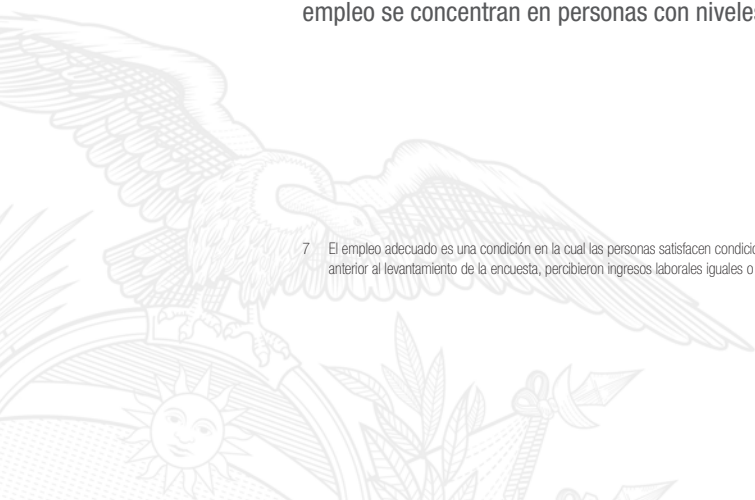 empleo se concentran en personas con niveles
7 El empleo adecuado es una condición en la cual las personas satisfacen condicio
anterior al levantamiento de la encuesta, percibieron ingresos laborales iguales o